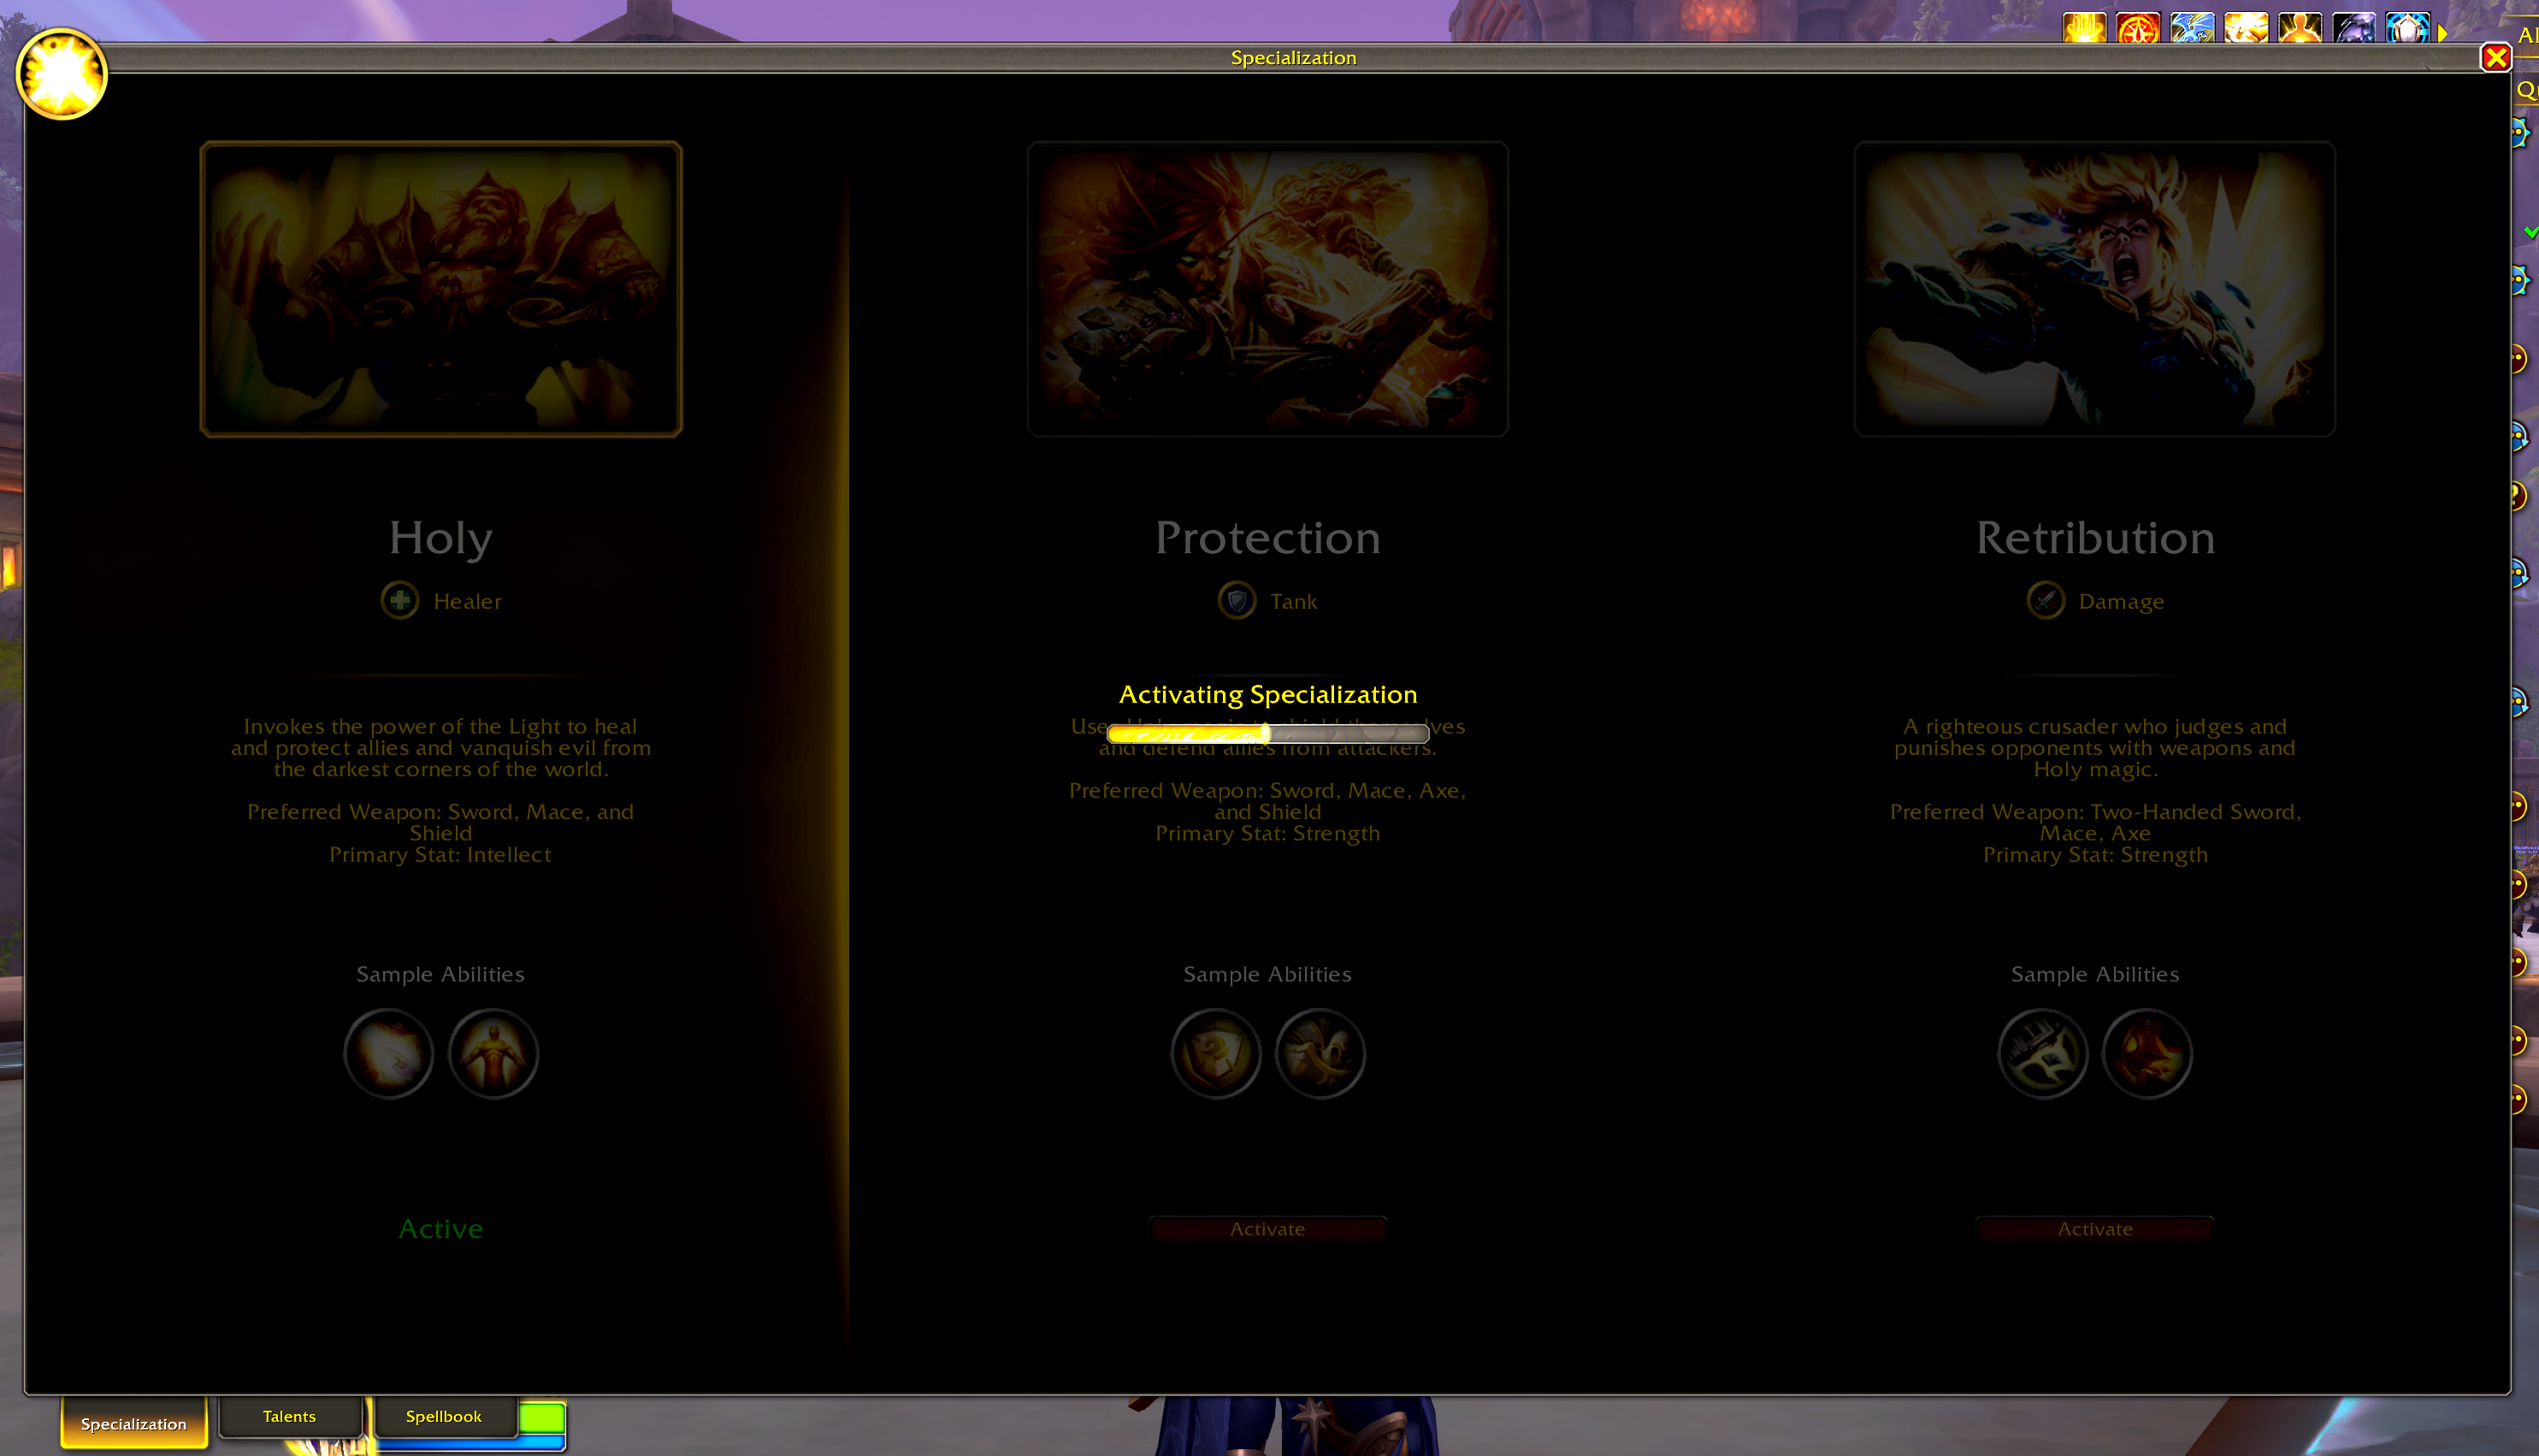 Specialization
Holy
Healer
Invokes the power of the Light to heal
and protect allies and vanquish evil from
the darkest corners of the world.
Preferred Weapon: Sword, Mace, and
Shield
Primary Stat: Intellect
Sample Abilities
Active
Protection
Tank
Activating Specialization
and defend allies from attackers.
Preferred Weapon: Sword, Mace, Axe,
and Shield
Primary Stat: Strength
Sample Abilities
Activate
Retribution
Damage
A righteous crusader who judges and
punishes opponents with weapons and
Holy magic.
Preferred Weapon: Two-Handed Sword,
Mace, Axe
Primary Stat: Strength
Sample Abilities
Activate
Specialization
Talents
Spellbook